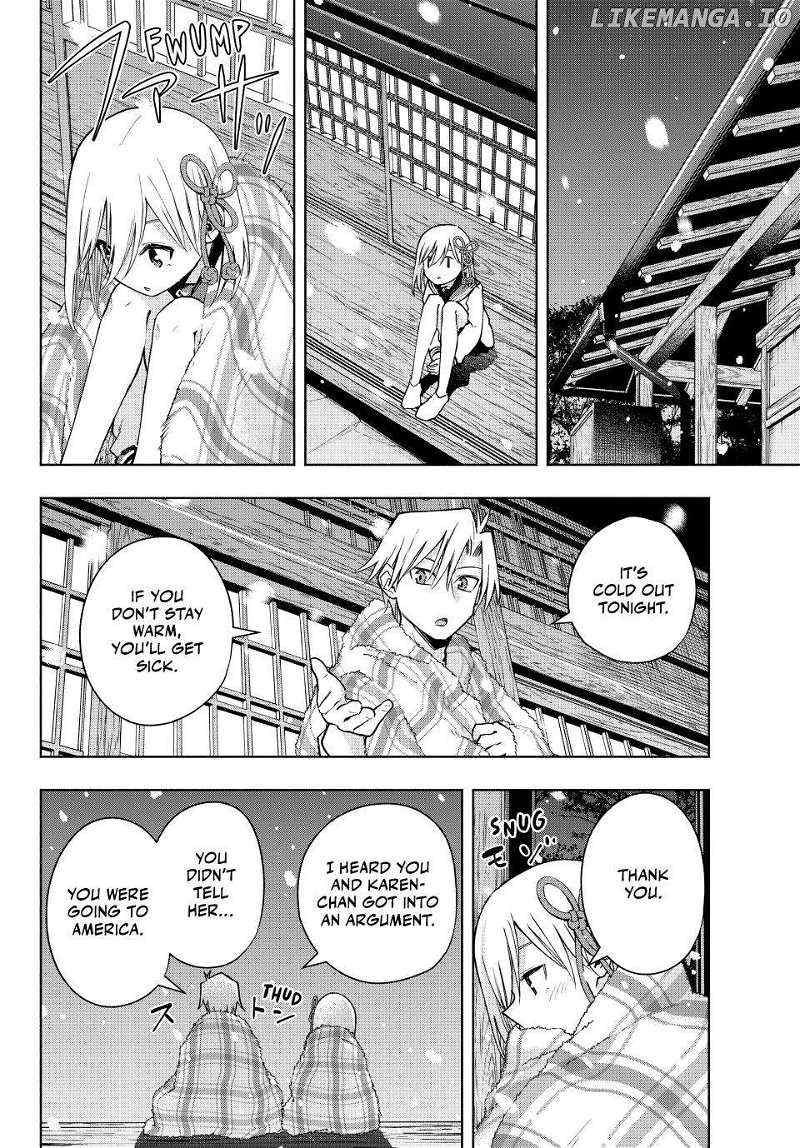 LIKEMANGA.IO
FWUMP
ファサッ
IT'S
COLD OUT
TONIGHT.
IF YOU
DON'T STAY
WARM,
YOU'LL GET
SICK.
THANK
YOU.
SNUG
モゾ
I HEARD YOU
AND KAREN-
CHAN GOT INTO
AN ARGUMENT.
YOU
DIDN'T
TELL
HER...
YOU WERE
GOING TO
AMERICA.
THUD
ストン